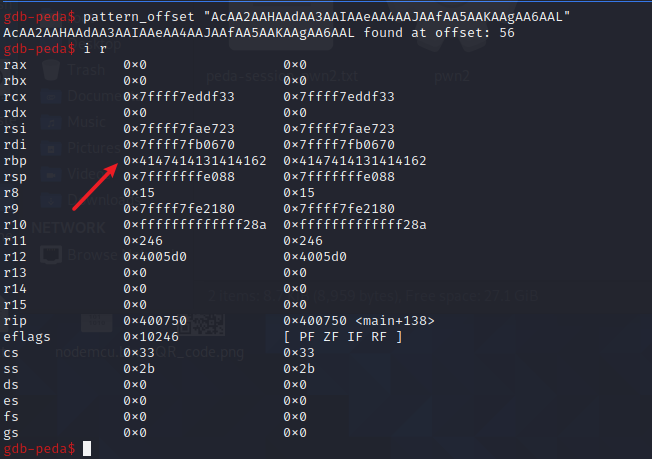 gdb-peda$ pattern_offset "AcAA2AAHAAdAA3AAIAAeAA4AAJAAfAA5AAKAAgAA6AAL"
AcAA2AAHAAdAA3AAIAAeAA4AAJAAfAA5AAKAAgAA6AAL found at offset: 56
gdb-peda$ i r
rax 0×0 0×0
rbx 0×0 0×0
rcx 0×7ffff7eddf33 0×7ffff7eddf33
rdx 0×0 0×0
rsi 0×7ffff7fae723 0×7ffff7fae723
rdi 0×7ffff7fb0670 0×7ffff7fb0670
rbp 0×4147414131414162 0×4147414131414162
rsp 0×7fffffffe088 0×7fffffffe088
r8 0×15 0×15
r9 0×7ffff7fe2180 0×7ffff7fe2180
r10 0×fffffffffffff28a 0×fffffffffffff28a
r11 0×246 0×246
r12 0×4005d0 0×4005d0
r13 0×0 0×0
r14 0×0 0×0
r15 0×0 0×0
rip 0×400750 0×400750 <main+138>
eflags 0×10246 [ PF ZF IF RF ]
cs 0×33 0×33
ss 0×2b 0×2b
ds 0×0 0×0
es 0×0 0×0
fs 0×0 0×0
gs 0×0 0×0
gdb-peda$